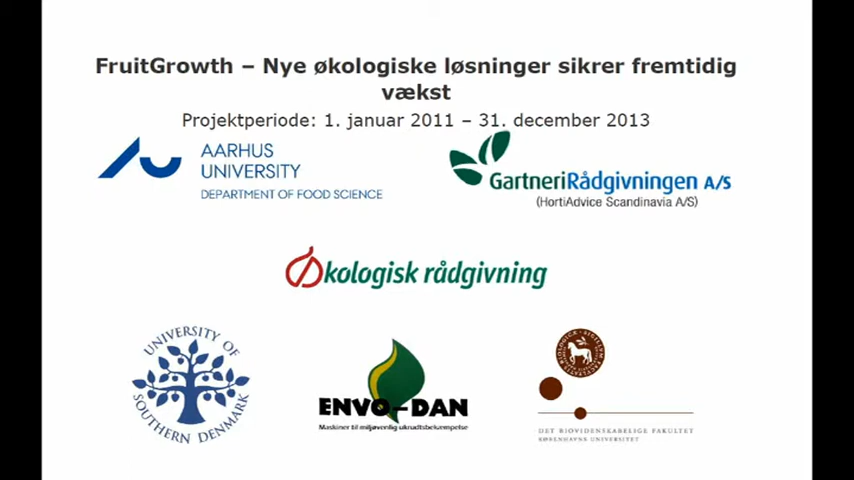 FruitGrowth – Nye økologiske løsninger sikrer fremtidig
vækst
Projektperiode: 1. januar 2011 – 31. december 2013
AARHUS
UNIVERSITY
DEPARTMENT OF FOOD SCIENCE
GartneriRådgivningen A/S
(HortiAdvice Scandinavia A/S)
Økologisk rådgivning
UNIVERSITY OF
SOUTHERN DENMARK
ENVO-DAN
Maskiner til miljøvenlig ukrudtsbekæmpelse
DET BIOVIDENSKABELIGE FAKULTET
KØBENHAVNS UNIVERSITET